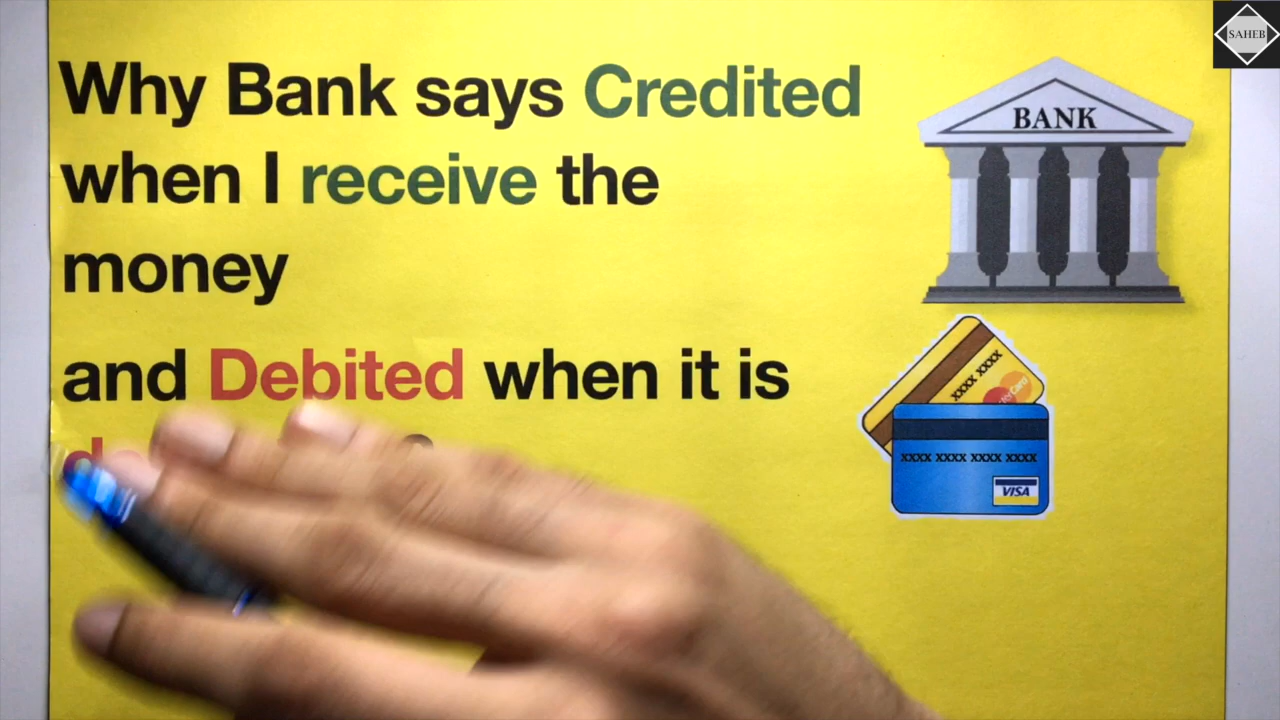 Why Bank says Credited
when I receive the
money
and Debited when it is
BANK
XXXX XXXX
XXXX XXXX XXXX XXXX
VISA
SAHEB